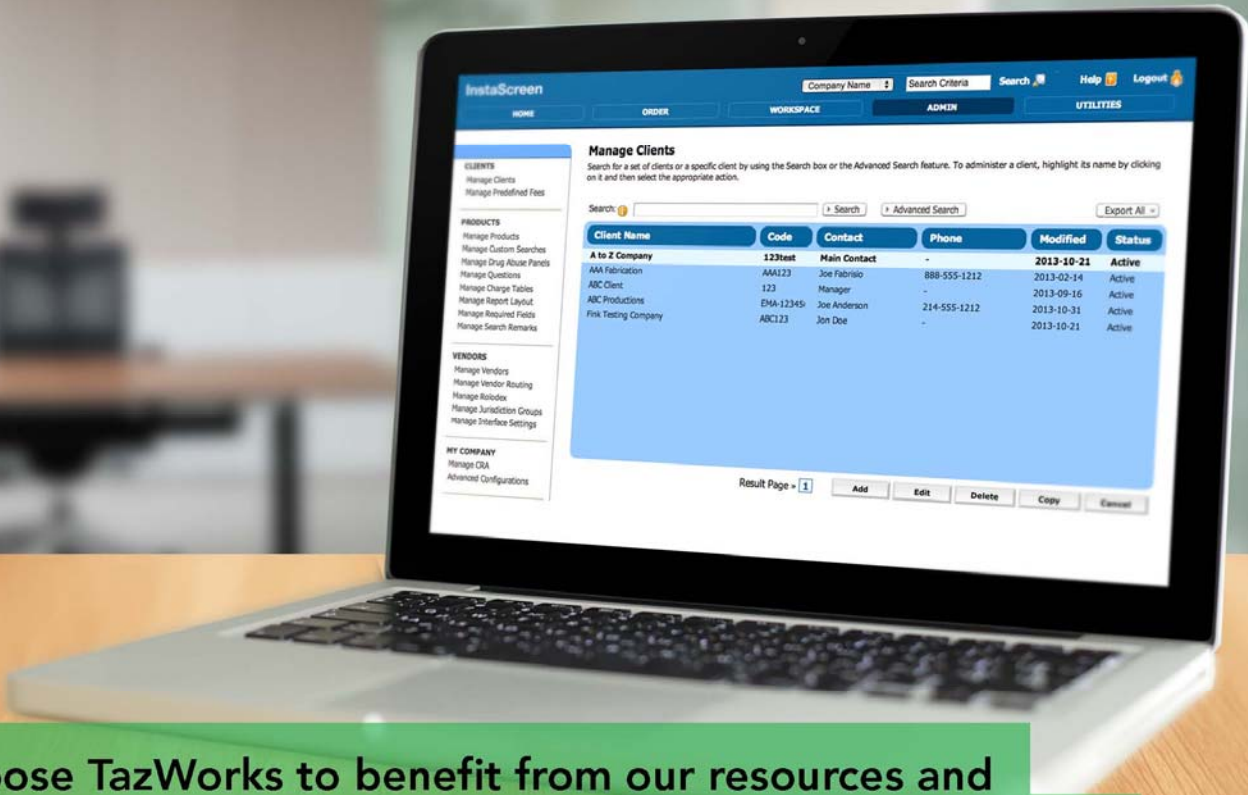 InstaScreen
Company Name Search Criteria Search Help Logout
HOME ORDER WORKSPACE ADMIN UTILITIES
CLIENTS
Manage Clients
Manage Predefined Fees
PRODUCTS
Manage Products
Manage Custom Searches
Manage Drug Abuse Panels
Manage Questions
Manage Charge Tables
Manage Report Layout
Manage Required Fields
Manage Search Remarks
VENDORS
Manage Vendors
Manage Vendor Routing
Manage Rolodex
Manage Jurisdiction Groups
Manage Interface Settings
MY COMPANY
Manage CRA
Advanced Configurations
Manage Clients
Search for a set of clients or a specific client by using the Search box or the Advanced Search feature. To administer a client, highlight its name by clicking
on it and then select the appropriate action.
Search: Search Advanced Search Export All
Client Name Code Contact Phone Modified Status
A to Z Company 123test Main Contact - 2013-10-21 Active
AAA Fabrication AAA123 Joe Fabrisio 888-555-1212 2013-02-14 Active
ABC Client 123 Manager - 2013-09-16 Active
ABC Productions EMA-12345 Joe Anderson 214-555-1212 2013-10-31 Active
Fink Testing Company ABC123 Jon Doe - 2013-10-21 Active
Result Page » 1 Add Edit Delete Copy Cancel
ose TazWorks to benefit from our resources and